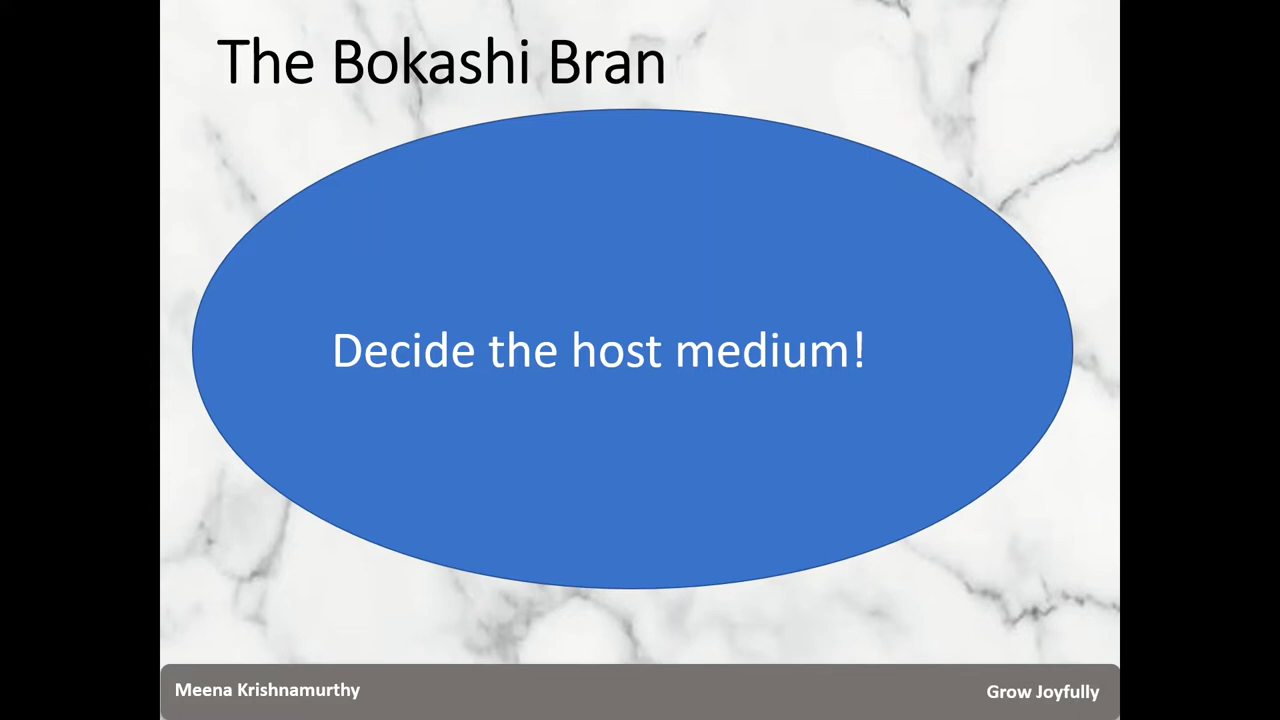 The Bokashi Bran
Decide the host medium!
Meena Krishnamurthy
Grow Joyfully